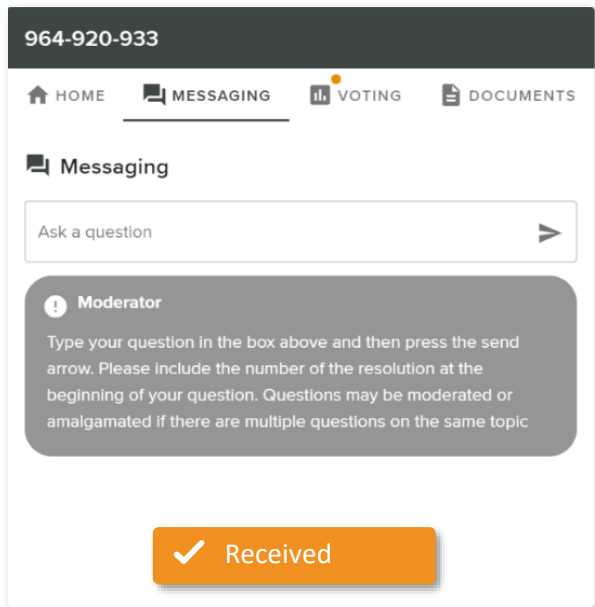 964-920-933
HOME MESSAGING VOTING DOCUMENTS
Messaging
Ask a question
Moderator
Type your question in the box above and then press the send
arrow. Please include the number of the resolution at the
beginning of your question. Questions may be moderated or
amalgamated if there are multiple questions on the same topic
Received